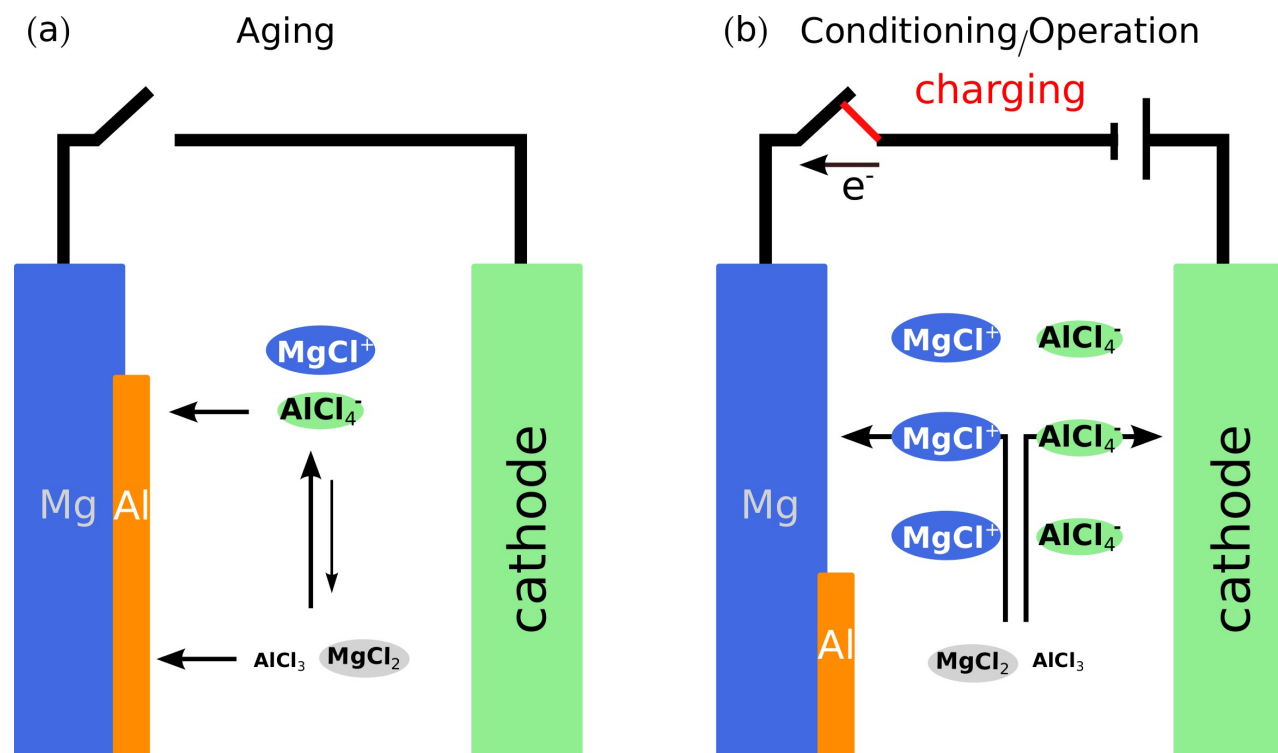 (a) Aging
MgCl⁺
AlCl₄⁻
Mg
Al
cathode
AlCl₃
MgCl₂
(b) Conditioning/Operation
charging
e⁻
MgCl⁺ AlCl₄⁻
MgCl⁺ AlCl₄⁻
MgCl⁺ AlCl₄⁻
Mg
Al
cathode
MgCl₂ AlCl₃